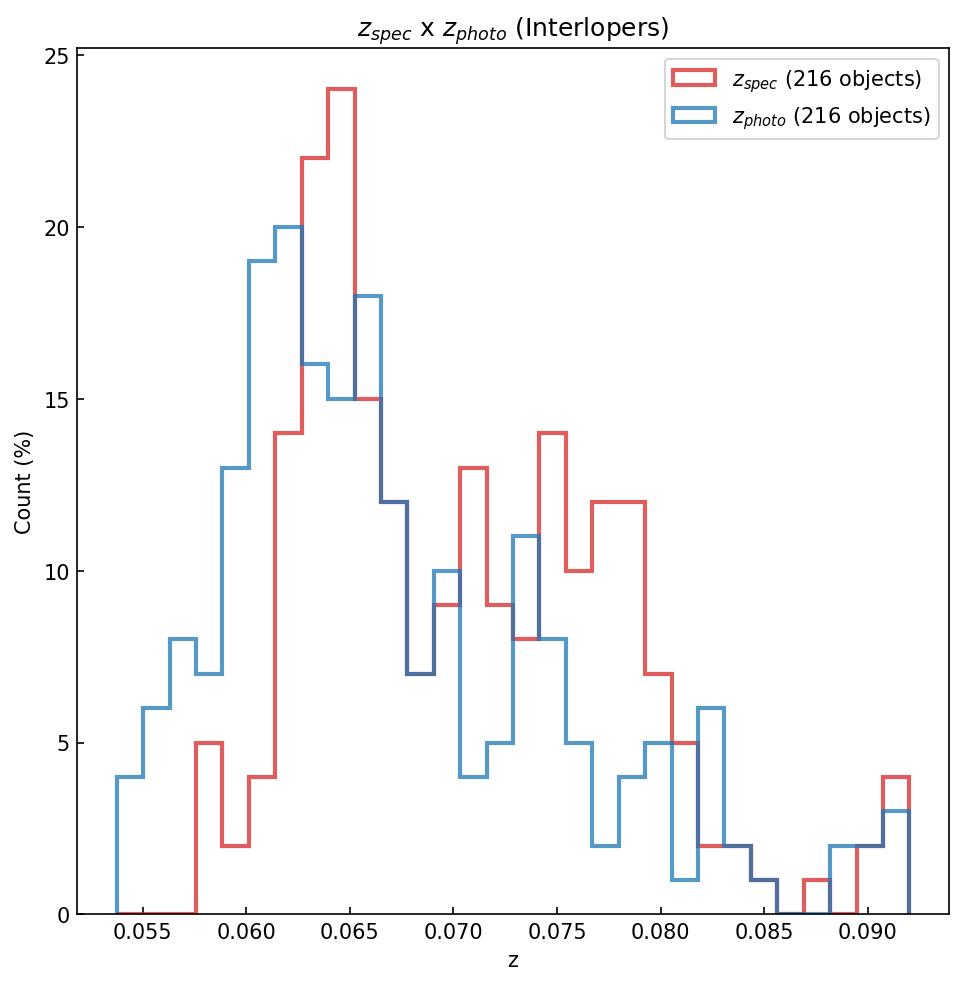 z_spec x z_photo (Interlopers)
z_spec (216 objects)
z_photo (216 objects)
25
20
15
10
5
0
Count (%)
0.055 0.060 0.065 0.070 0.075 0.080 0.085 0.090
z